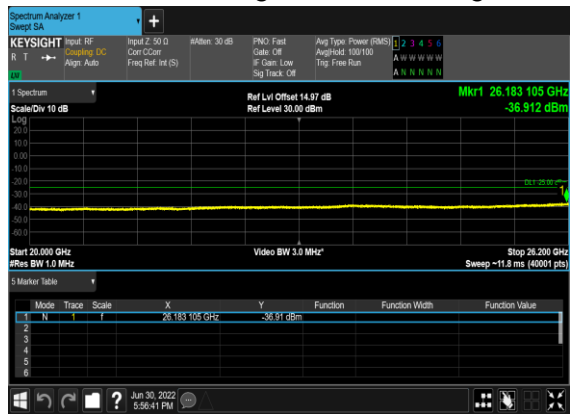 Spectrum Analyzer 1
Swept SA
+
KEYSIGHT Input: RF Input Z: 50 Ω #Atten: 30 dB PNO: Fast Avg Type: Power (RMS) 1 2 3 4 5 6
R T Coupling: DC Corr CCorr Gate: Off Avg|Hold: 100/100 A W W W W W
Align: Auto Freq Ref: Int (S) IF Gain: Low Trig: Free Run
LW Sig Track: Off A N N N N N
1 Spectrum Ref Lvl Offset 14.97 dB Mkr1 26.183 105 GHz
Scale/Div 10 dB Ref Level 30.00 dBm -36.912 dBm
Log
20.0
10.0
0.00
-10.0
-20.0
DL1 -25.00
1
-30.0
-40.0
-50.0
-60.0
Start 20.000 GHz Video BW 3.0 MHz* Stop 26.200 GHz
#Res BW 1.0 MHz Sweep ~11.8 ms (40001 pts)
5 Marker Table
Mode Trace Scale X Y Function Function Width Function Value
1 N 1 f 26.183 105 GHz -36.91 dBm
2
3
4
5
6
? Jun 30, 2022
5:56:41 PM